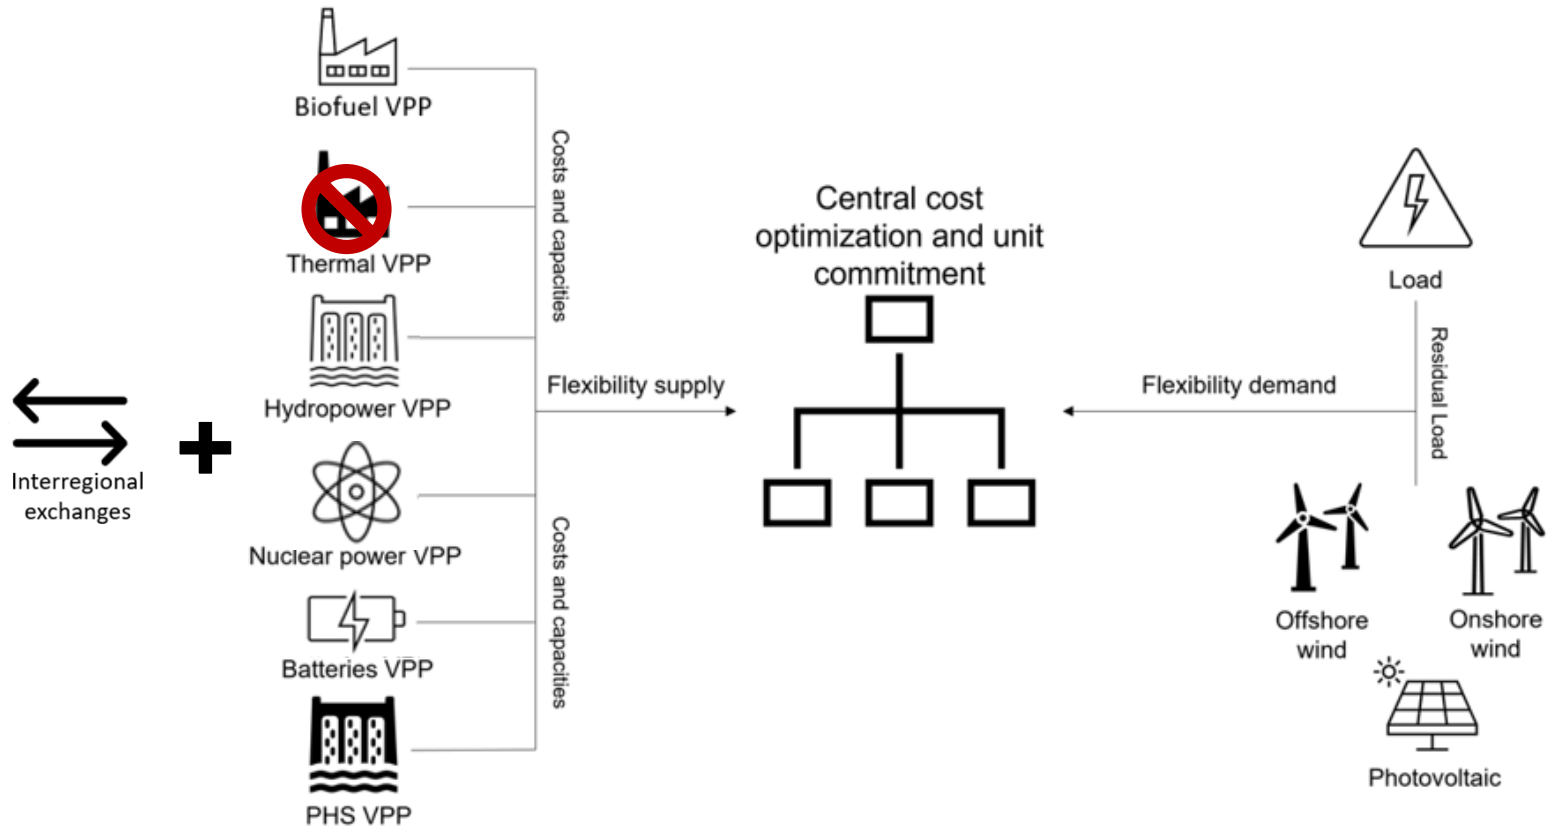 Biofuel VPP
Thermal VPP
Hydropower VPP
Nuclear power VPP
Batteries VPP
PHS VPP
Interregional
exchanges
Costs and capacities
Costs and capacities
Flexibility supply
Central cost
optimization and unit
commitment
Flexibility demand
Load
Residual Load
Offshore
wind
Onshore
wind
Photovoltaic